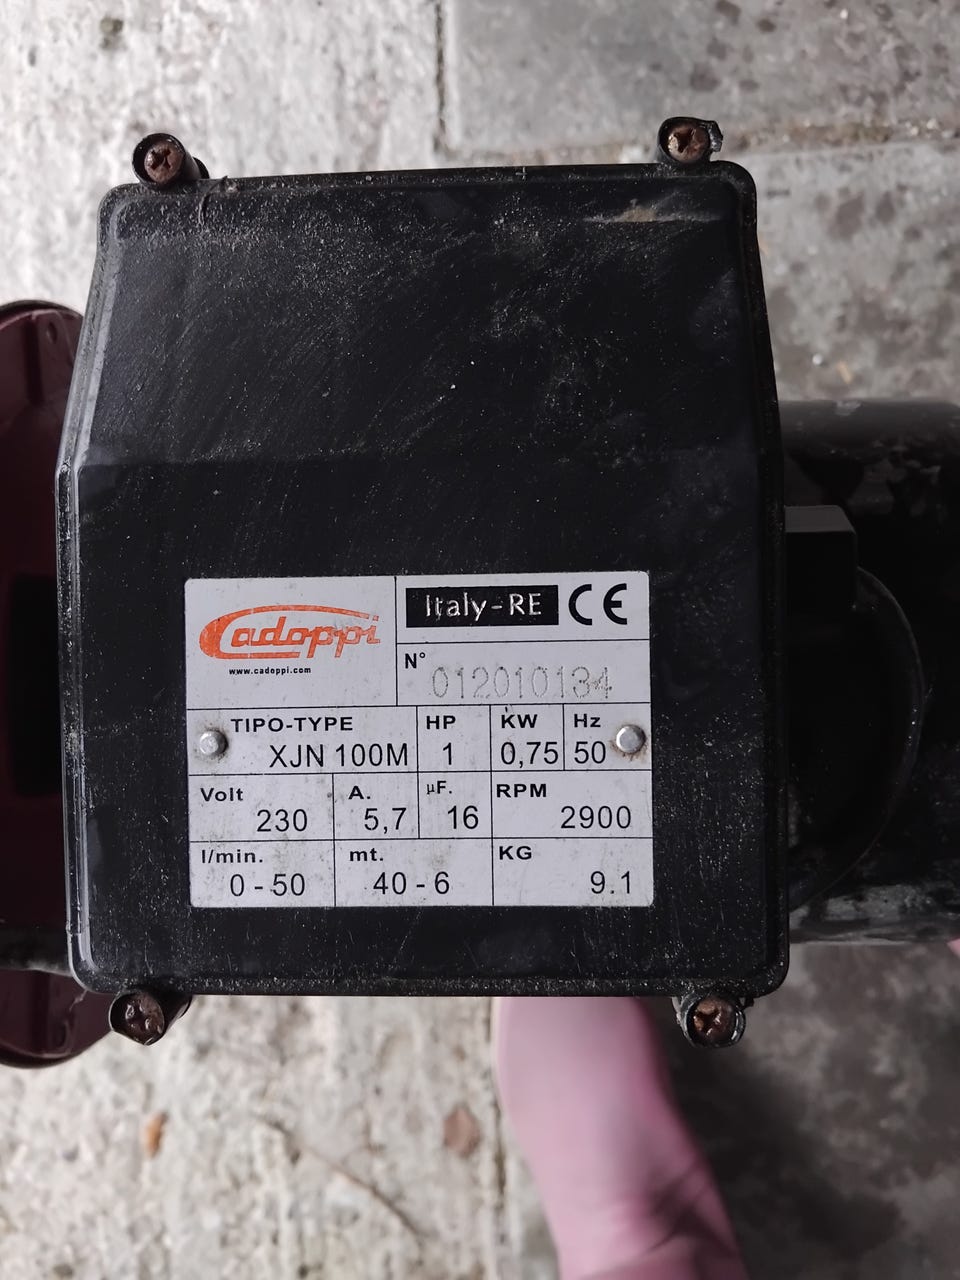 Cadoppi
www.cadoppi.com
Italy-RE CE
N° 012010134
TIPO-TYPE HP KW Hz
XJN 100M 1 0,75 50
Volt A. µF. RPM
230 5,7 16 2900
l/min. mt. KG
0-50 40-6 9.1